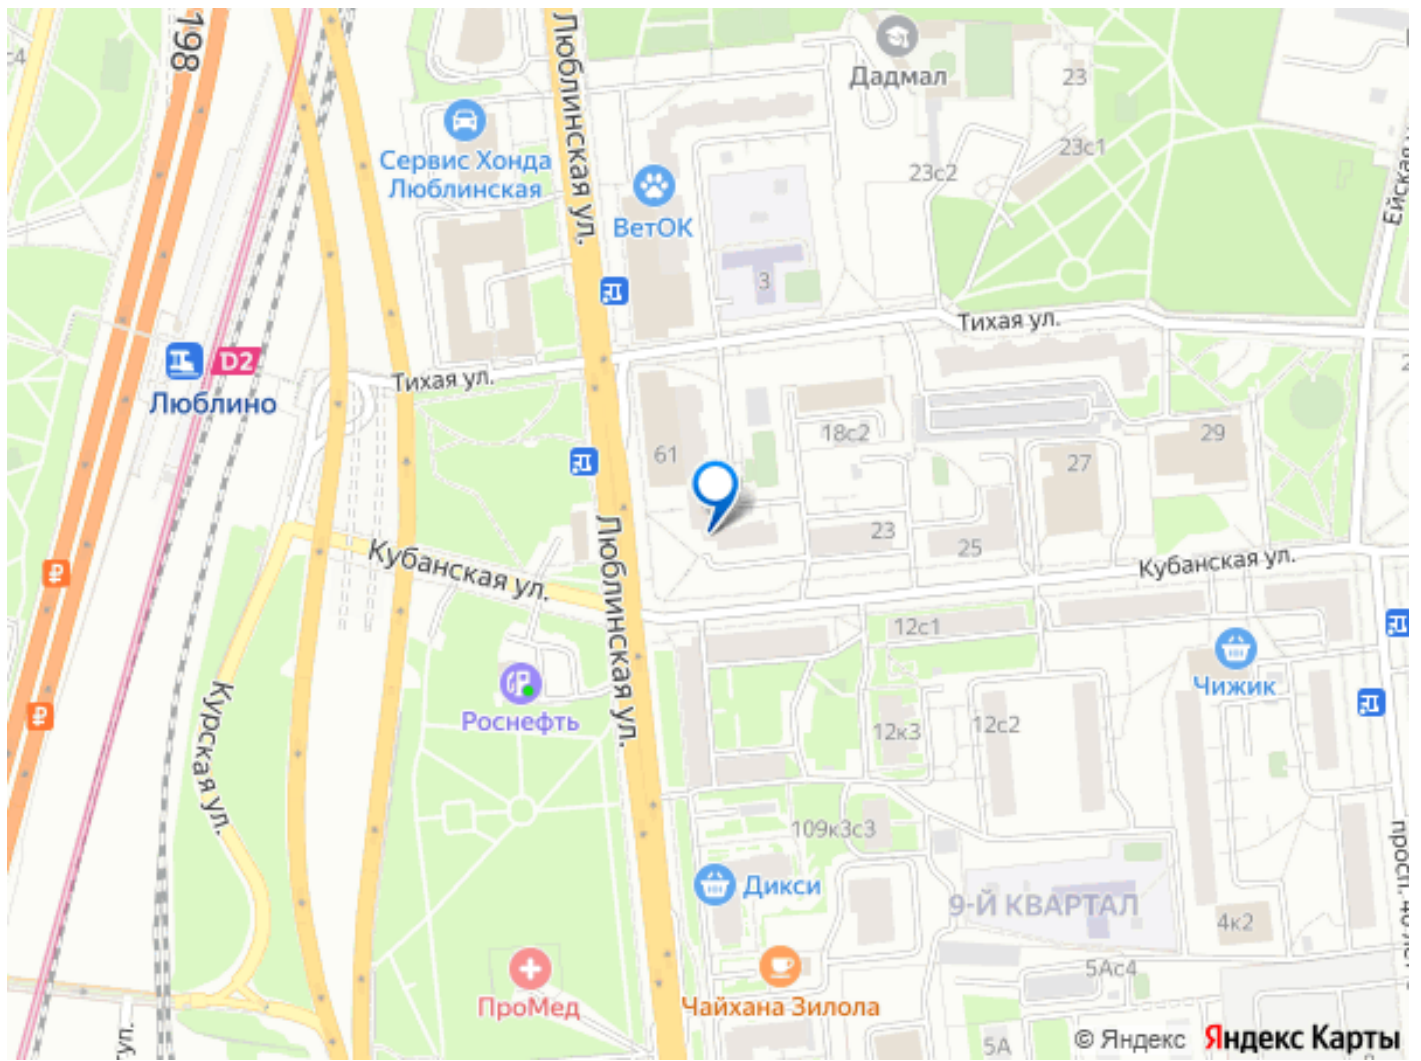 198
Люблинская ул.
Дадмал
23
Сервис Хонда
Люблинская
23с1
23с2
ВетОК
3
Тихая ул.
D2
Тихая ул.
Люблино
61
18с2
29
27
23
25
Люблинская ул.
Кубанская ул.
Кубанская ул.
12с1
Чижик
Роснефть
12к3
12с2
Курская ул.
109к3с3
Дикси
9-Й КВАРТАЛ
4к2
5Ас4
ПроМед
Чайхана Зилола
5А
© Яндекс Яндекс Карты